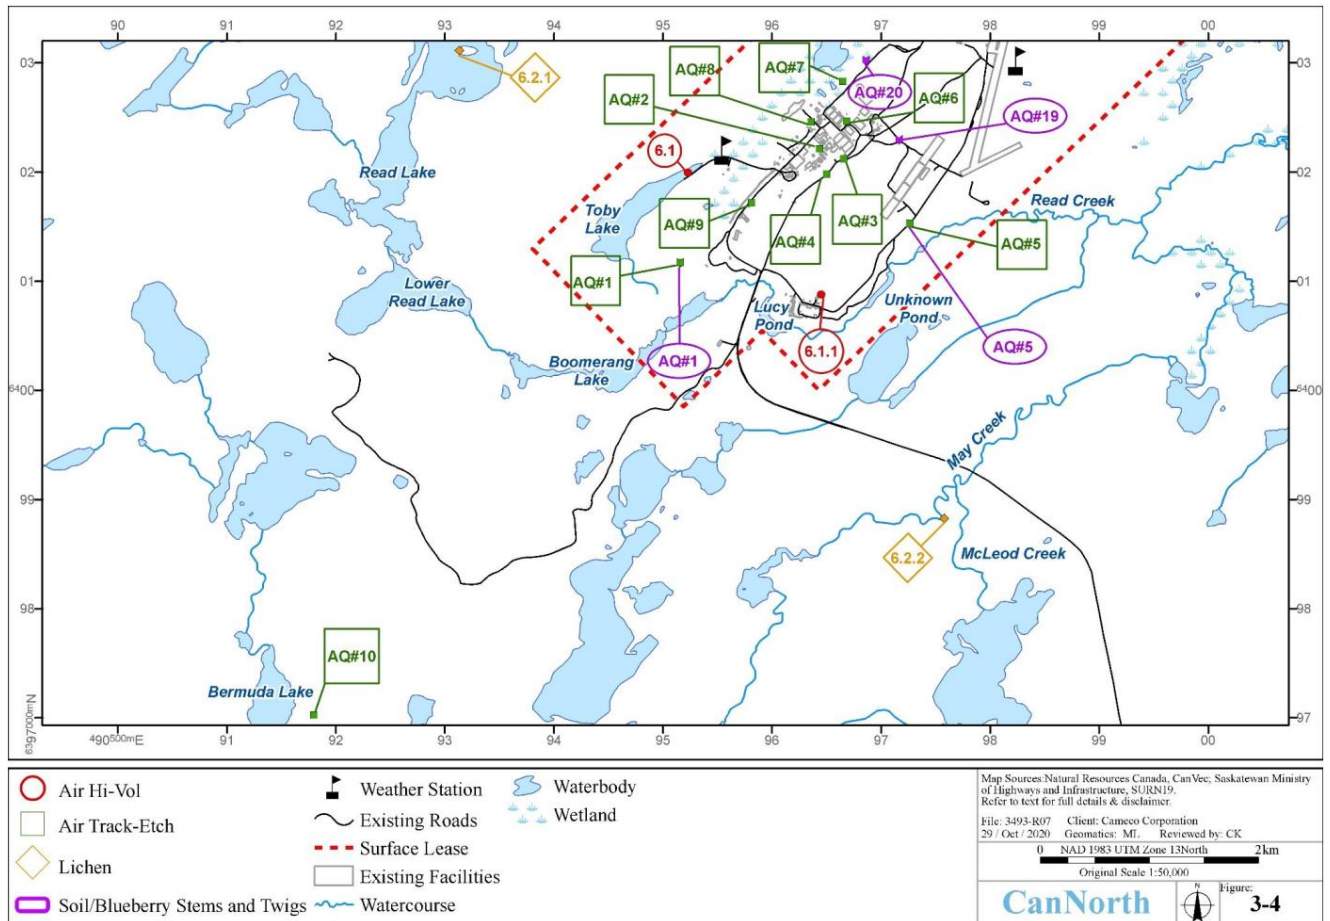 90 91 92 93 94 95 96 97 98 99 00
03 03
AQ#8 AQ#7
6.2.1
AQ#2 AQ#20 AQ#6
AQ#19
6.1
Read Lake
02 02
Toby
Lake
Read Creek
AQ#9 AQ#4 AQ#3 AQ#5
AQ#1
01 01
Lower
Read Lake
Lucy
Pond
Unknown
Pond
AQ#1 6.1.1 AQ#5
Boomerang
Lake
6400 6400
May Creek
99 99
6.2.2
McLeod Creek
98 98
AQ#10
Bermuda Lake
6397000mN 97
490500mE 91 92 93 94 95 96 97 98 99 00
Air Hi-Vol
Air Track-Etch
Lichen
Soil/Blueberry Stems and Twigs
Weather Station
Existing Roads
Surface Lease
Existing Facilities
Watercourse
Waterbody
Wetland
Map Sources:Natural Resources Canada, CanVec; Saskatewan Ministry
of Highways and Infrastructure, SURN19.
Refer to text for full details & disclaimer.
File: 3493-R07 Client: Cameco Corporation
29 / Oct / 2020 Geomatics: ML Reviewed by: CK
0 NAD 1983 UTM Zone 13North 2km
Original Scale 1:50,000
CanNorth
N
Figure:
3-4